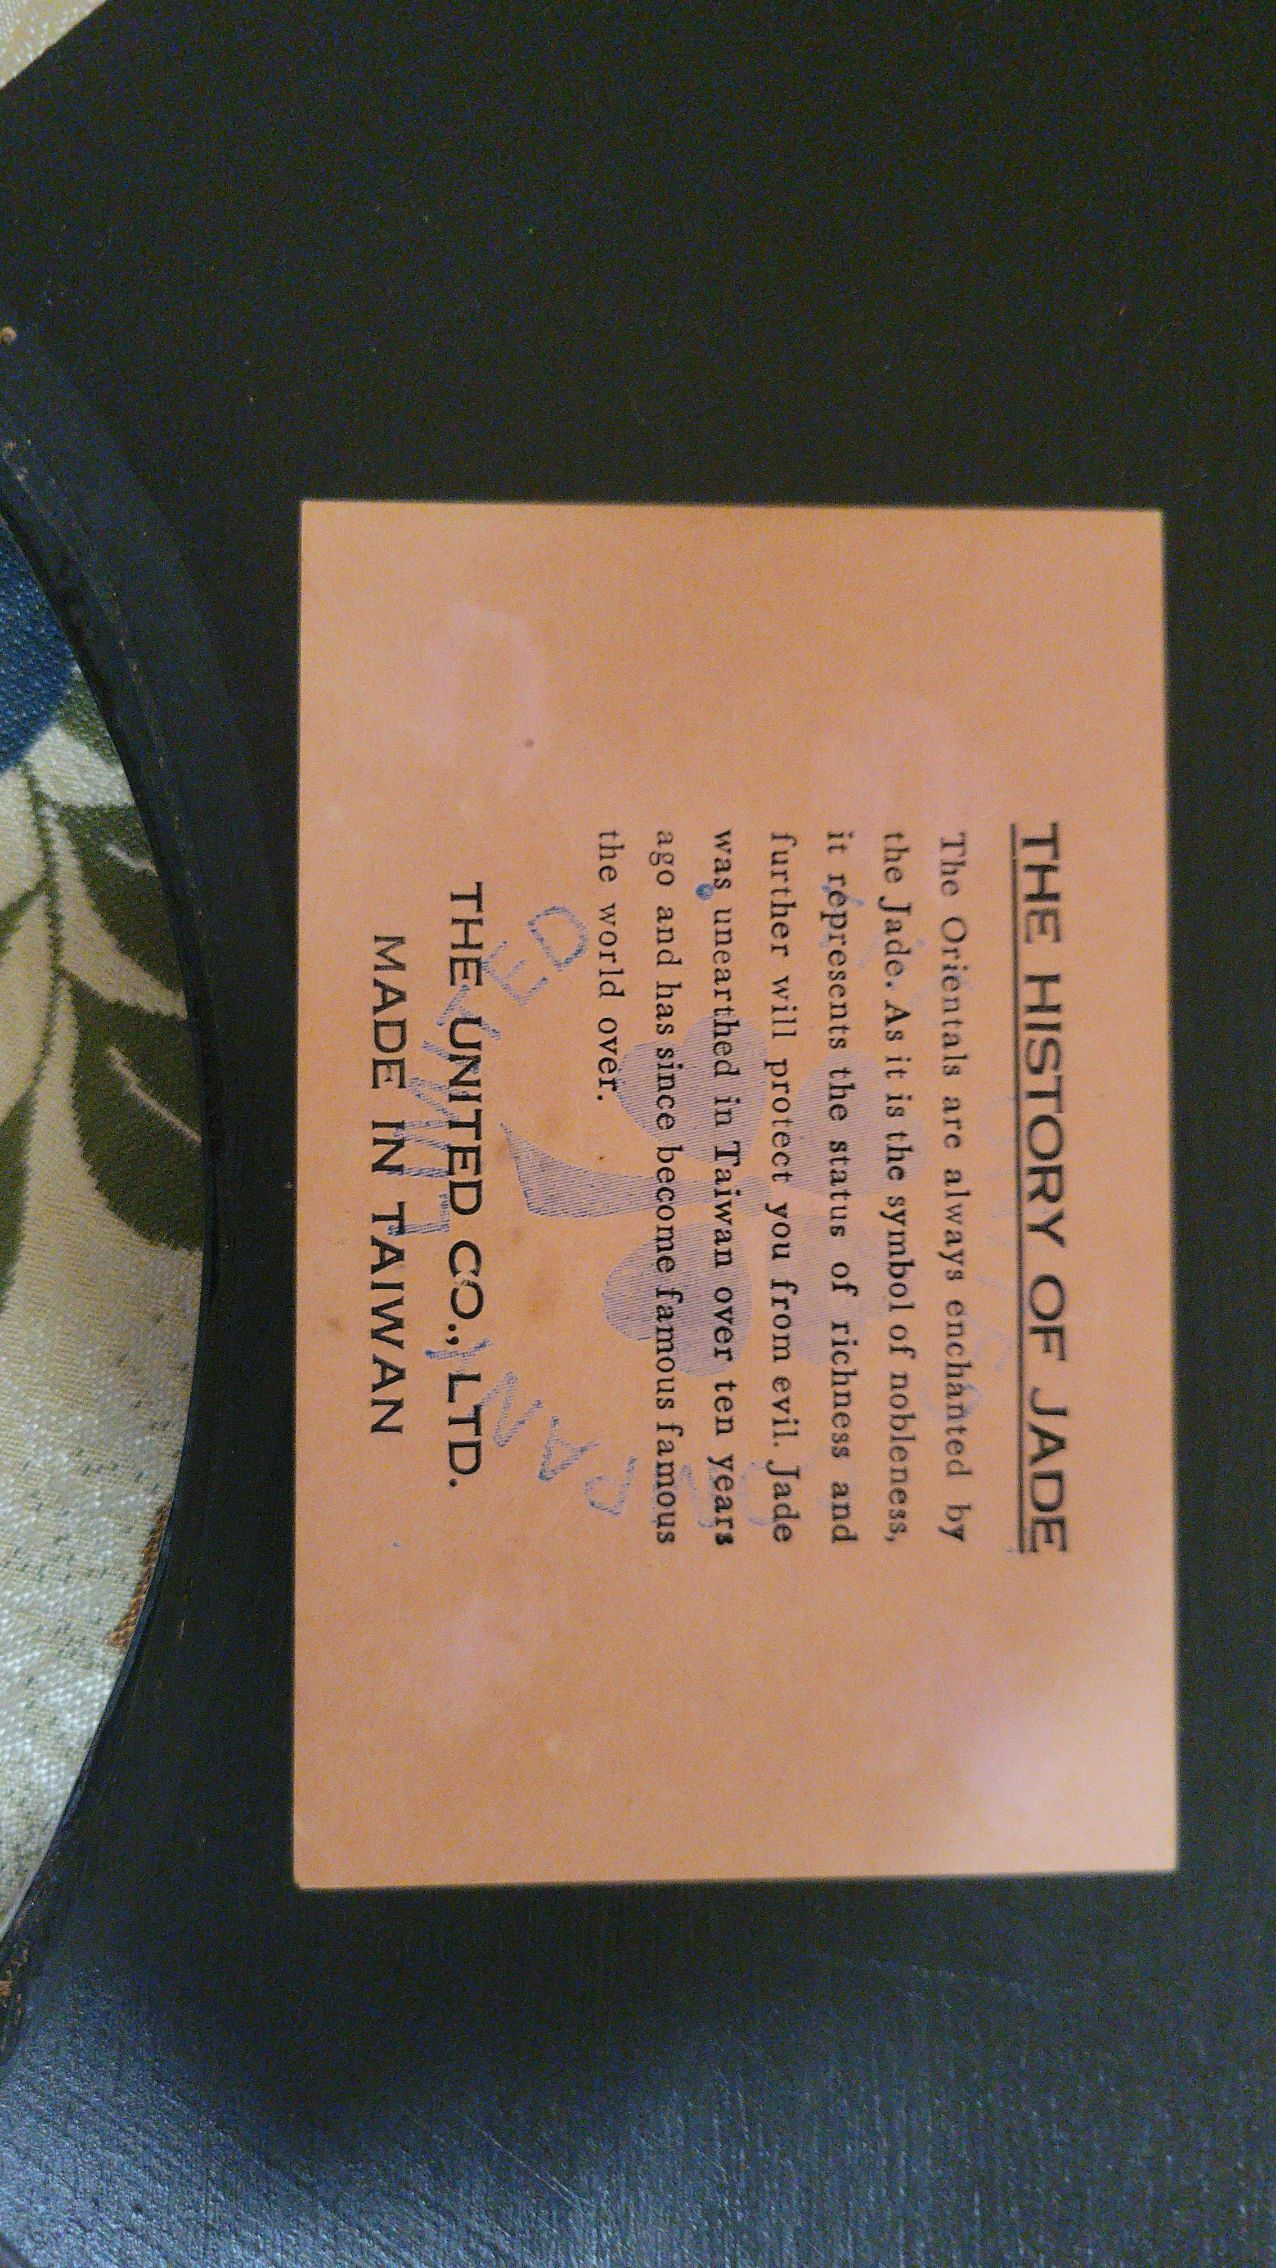 THE HISTORY OF JADE
The Orientals are always enchanted by
the Jade. As it is the symbol of nobleness,
it represents the status of richness and
further will protect you from evil. Jade
was unearthed in Taiwan over ten years
ago and has since become famous famous
the world over.
THE UNITED CO., LTD.
MADE IN TAIWAN